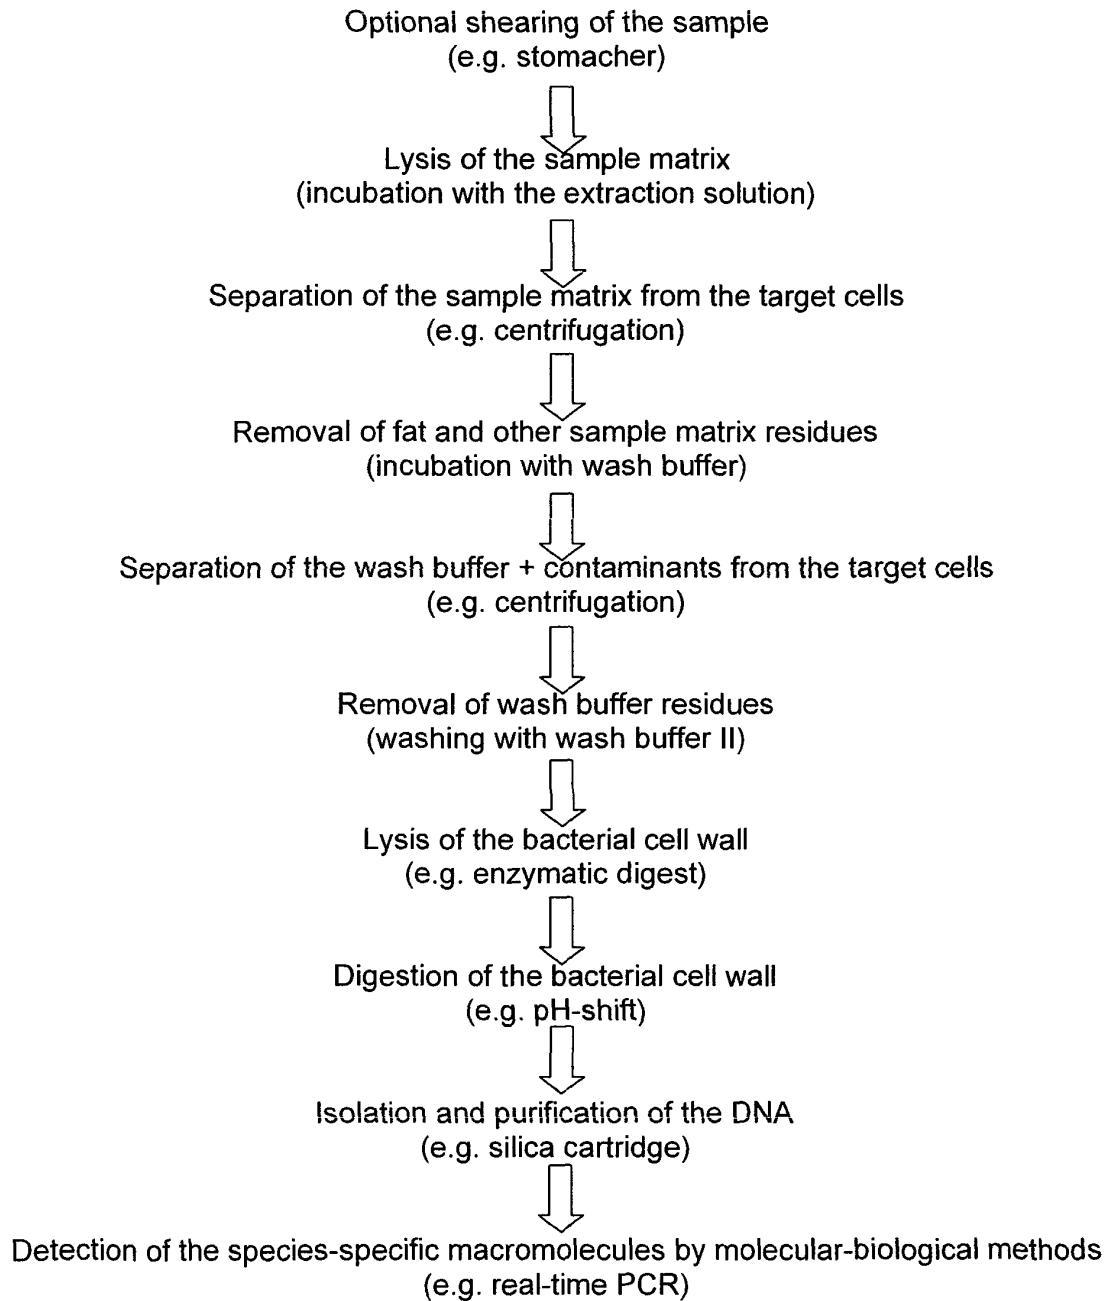 Optional shearing of the sample
(e.g. stomacher)
Lysis of the sample matrix
(incubation with the extraction solution)
Separation of the sample matrix from the target cells
(e.g. centrifugation)
Removal of fat and other sample matrix residues
(incubation with wash buffer)
Separation of the wash buffer + contaminants from the target cells
(e.g. centrifugation)
Removal of wash buffer residues
(washing with wash buffer II)
Lysis of the bacterial cell wall
(e.g. enzymatic digest)
Digestion of the bacterial cell wall
(e.g. pH-shift)
Isolation and purification of the DNA
(e.g. silica cartridge)
Detection of the species-specific macromolecules by molecular-biological methods
(e.g. real-time PCR)